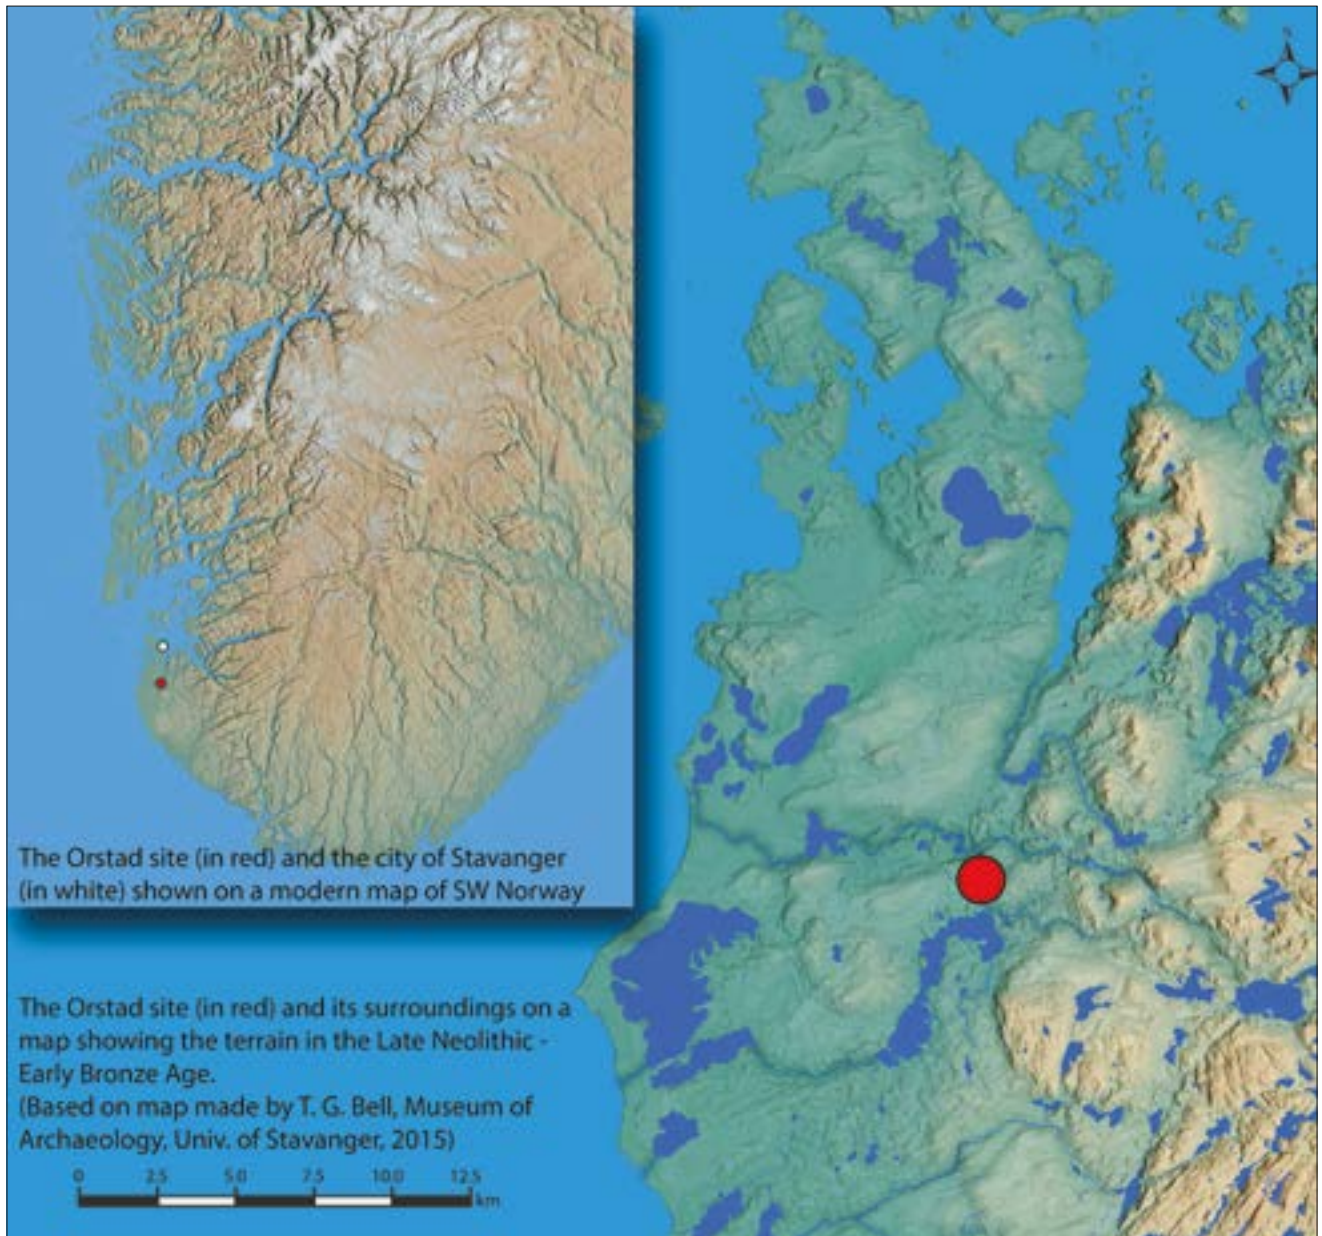 The Orstad site (in red) and the city of Stavanger
(in white) shown on a modern map of SW Norway
The Orstad site (in red) and its surroundings on a
map showing the terrain in the Late Neolithic -
Early Bronze Age.
(Based on map made by T. G. Bell, Museum of
Archaeology, Univ. of Stavanger, 2015)
0 2.5 5.0 7.5 10.0 12.5
km